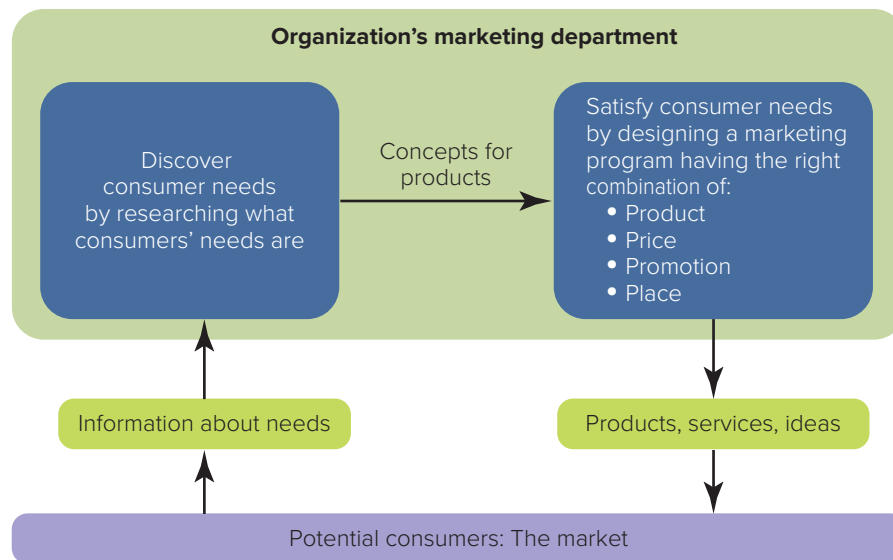 Organization’s marketing department
Discover
consumer needs
by researching what
consumers’ needs are
Concepts for
products
Satisfy consumer needs
by designing a marketing
program having the right
combination of:
• Product
• Price
• Promotion
• Place
Information about needs
Products, services, ideas
Potential consumers: The market